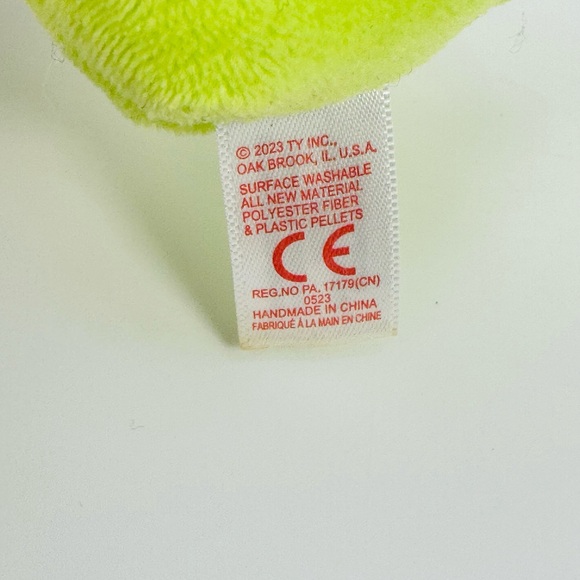 © 2023 TY INC.,
OAK BROOK, IL. U.S.A.
SURFACE WASHABLE
ALL NEW MATERIAL
POLYESTER FIBER
& PLASTIC PELLETS
CE
REG.NO PA. 17179(CN)
0523
HANDMADE IN CHINA
FABRIQUÉ À LA MAIN EN CHINE